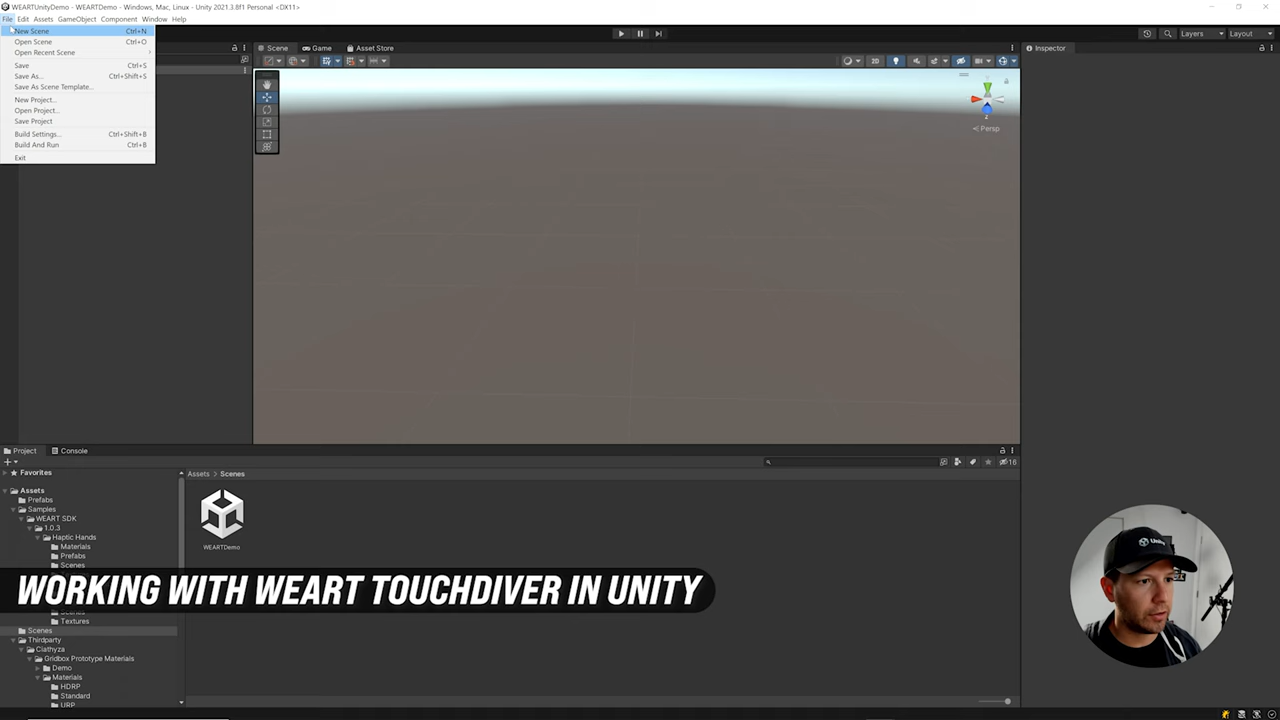 WEARTUnityDemo - WEARTDemo - Windows, Mac, Linux - Unity 2021.3.8f1 Personal <DX11>
File Edit Assets GameObject Component Window Help
New Scene Ctrl+N
Open Scene Ctrl+O
Open Recent Scene
Save Ctrl+S
Save As... Ctrl+Shift+S
Save As Scene Template...
New Project...
Open Project...
Save Project
Build Settings... Ctrl+Shift+B
Build And Run Ctrl+B
Exit
Layers
Layout
Scene
Game
Asset Store
2D
Persp
Inspector
Project
Console
16
Favorites
Assets
Prefabs
Samples
WEART SDK
1.0.3
Haptic Hands
Materials
Prefabs
Scenes
Textures
Scenes
Thirdparty
Ciathyza
Gridbox Prototype Materials
Demo
Materials
HDRP
Standard
URP
Assets > Scenes
WEARTDemo
WORKING WITH WEART TOUCHDIVER IN UNITY
Unity